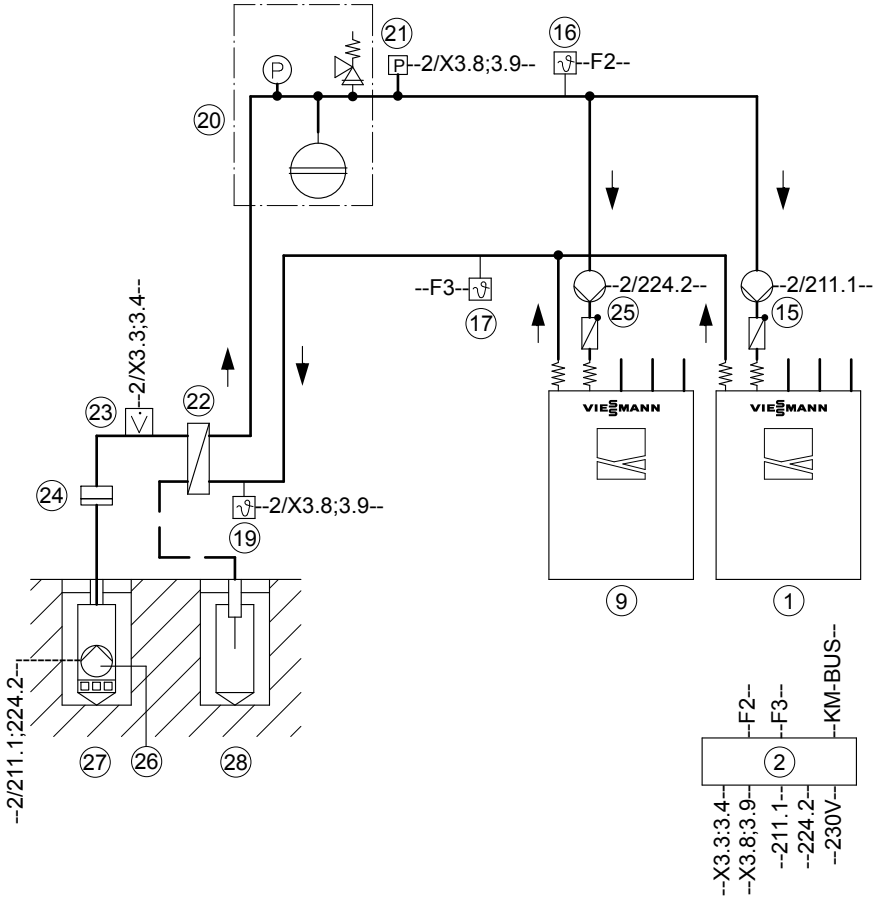 21
16
P
P
--2/X3.8;3.9--
ϑ
--F2--
20
--F3--
ϑ
17
--2/224.2--
25
--2/211.1--
15
--2/X3.3;3.4--
23
22
V
24
ϑ
--2/X3.8;3.9--
19
VIESMANN
VIESMANN
9
1
--2/211.1;224.2--
27
26
28
--F2--
--F3--
--KM-BUS--
2
--X3.3;3.4
--X3.8;3.9
--211.1--
--224.2--
--230V--